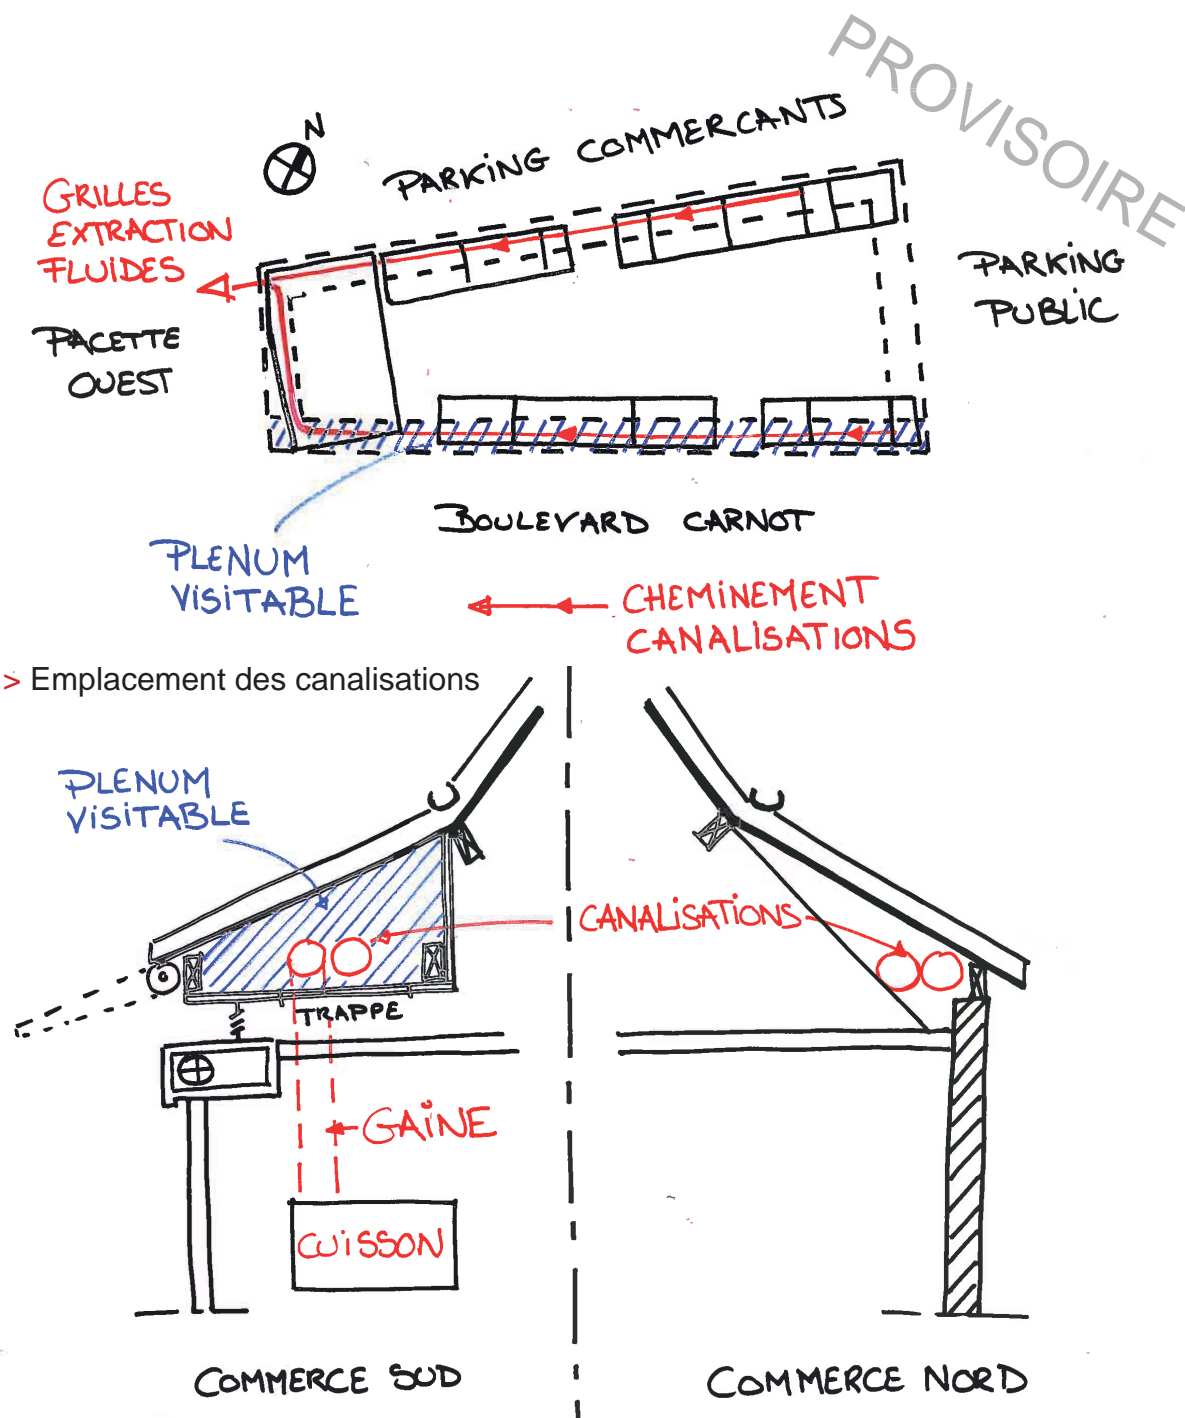 PROVISOIRE
N
PARKING COMMERCANTS
GRILLES
EXTRACTION
FLUIDES
PARKING
PUBLIC
PACETTE
OUEST
BOULEVARD CARNOT
PLENUM
VISITABLE
CHEMINEMENT
CANALISATIONS
> Emplacement des canalisations
PLENUM
VISITABLE
CANALISATIONS
TRAPPE
GAINE
CUISSON
COMMERCE SUD
COMMERCE NORD